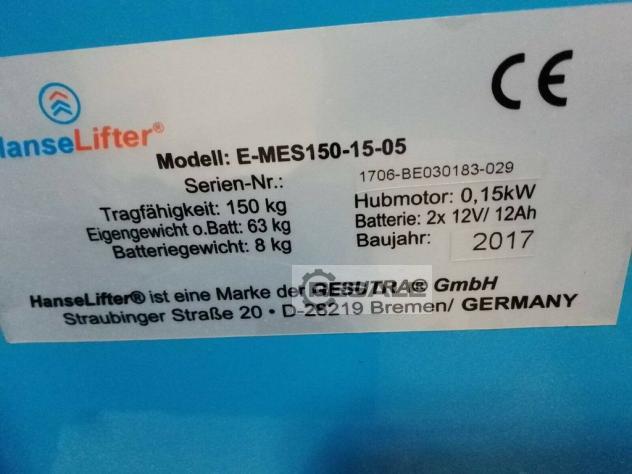 CE
HanseLifter®
Modell: E-MES150-15-05
Serien-Nr.: 1706-BE030183-029
Tragfähigkeit: 150 kg
Hubmotor: 0,15kW
Eigengewicht o.Batt: 63 kg
Batterie: 2x 12V/ 12Ah
Batteriegewicht: 8 kg
Baujahr: 2017
HanseLifter® ist eine Marke der GESUTRA® GmbH
Straubinger Straße 20 • D-28219 Bremen/ GERMANY